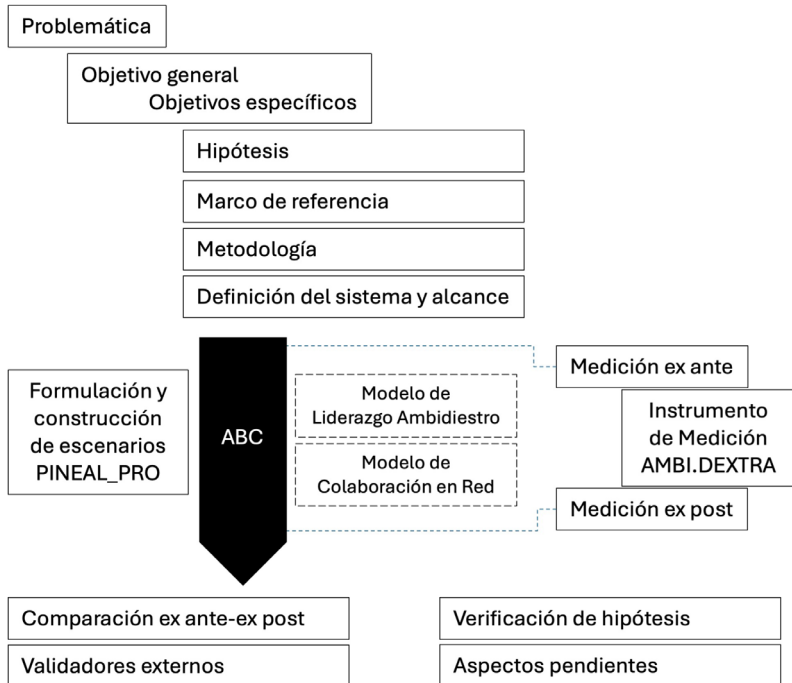 Problemática
Objetivo general
Objetivos específicos
Hipótesis
Marco de referencia
Metodología
Definición del sistema y alcance
Formulación y
construcción
de escenarios
PINEAL_PRO
ABC
Modelo de
Liderazgo Ambidiestro
Modelo de
Colaboración en Red
Medición ex ante
Instrumento
de Medición
AMBI.DEXTRA
Medición ex post
Comparación ex ante-ex post
Verificación de hipótesis
Validadores externos
Aspectos pendientes